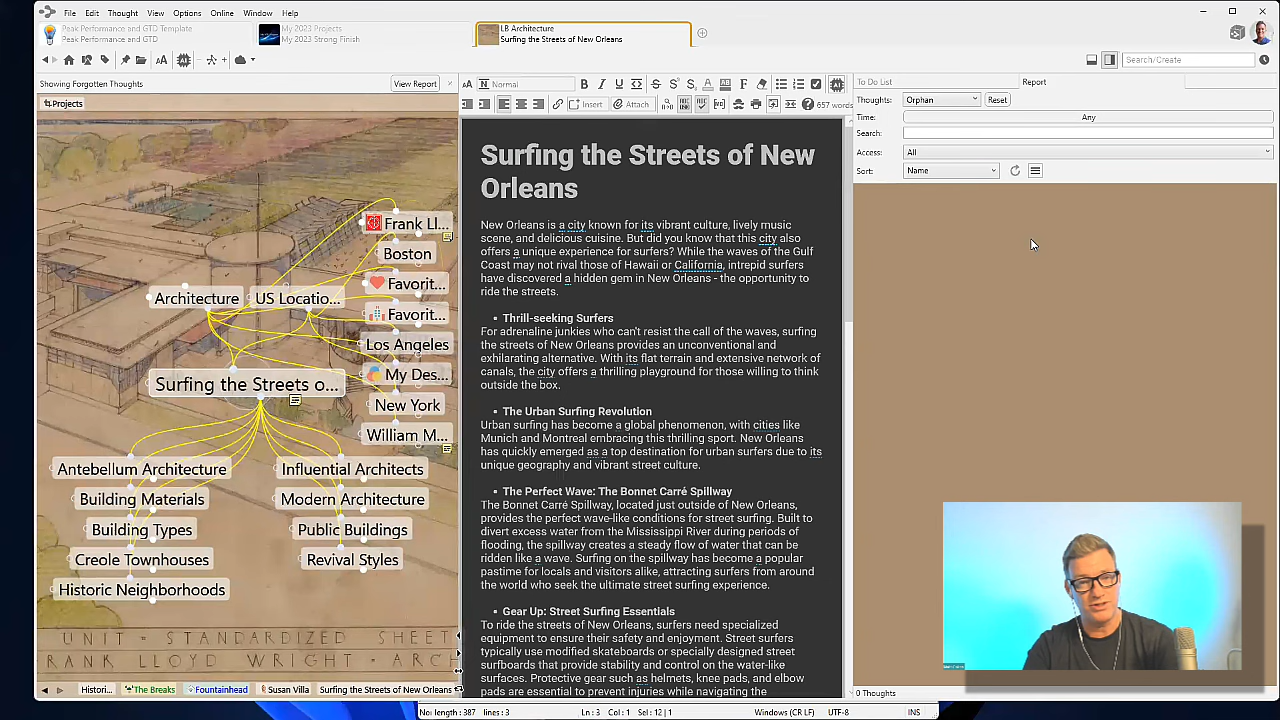 File Edit Thought View Options Online Window Help
Peak Performance and GTD Template
Peak Performance and GTD
My 2023 Projects
My 2023 Strong Finish
LB Architecture
Surfing the Streets of New Orleans
Search/Create
Showing Forgotten Thoughts
View Report
Projects
Frank Ll...
Boston
Favorit...
Architecture
US Locatio...
Favorit...
Los Angeles
My Des...
Surfing the Streets o...
New York
William M...
Antebellum Architecture
Influential Architects
Building Materials
Modern Architecture
Building Types
Public Buildings
Creole Townhouses
Revival Styles
Historic Neighborhoods
UNIT STANDARDIZED SHEET
RANK LLOYD WRIGHT ARCH
Histori...
The Breaks
Fountainhead
Susan Villa
Surfing the Streets of New Orleans
Normal
Insert
Attach
657 words
Surfing the Streets of New
Orleans
New Orleans is a city known for its vibrant culture, lively music
scene, and delicious cuisine. But did you know that this city also
offers a unique experience for surfers? While the waves of the Gulf
Coast may not rival those of Hawaii or California, intrepid surfers
have discovered a hidden gem in New Orleans - the opportunity to
ride the streets.
▪ Thrill-seeking Surfers
For adrenaline junkies who can't resist the call of the waves, surfing
the streets of New Orleans provides an unconventional and
exhilarating alternative. With its flat terrain and extensive network of
canals, the city offers a thrilling playground for those willing to think
outside the box.
▪ The Urban Surfing Revolution
Urban surfing has become a global phenomenon, with cities like
Munich and Montreal embracing this thrilling sport. New Orleans
has quickly emerged as a top destination for urban surfers due to its
unique geography and vibrant street culture.
▪ The Perfect Wave: The Bonnet Carré Spillway
The Bonnet Carré Spillway, located just outside of New Orleans,
provides the perfect wave-like conditions for street surfing. Built to
divert excess water from the Mississippi River during periods of
flooding, the spillway creates a steady flow of water that can be
ridden like a wave. Surfing on the spillway has become a popular
pastime for locals and visitors alike, attracting surfers from around
the world who seek the ultimate street surfing experience.
▪ Gear Up: Street Surfing Essentials
To ride the streets of New Orleans, surfers need specialized
equipment to ensure their safety and enjoyment. Street surfers
typically use modified skateboards or specially designed street
surfboards that provide stability and control on the water-like
surfaces. Protective gear such as helmets, knee pads, and elbow
pads are essential to prevent injuries while navigating the
To Do List
Report
Thoughts: Orphan Reset
Time: Any
Search:
Access: All
Sort: Name
0 Thoughts
length: 387 lines: 3
Ln: 3 Col: 1 Sel: 12 | 1
Windows (CR LF)
UTF-8
INS